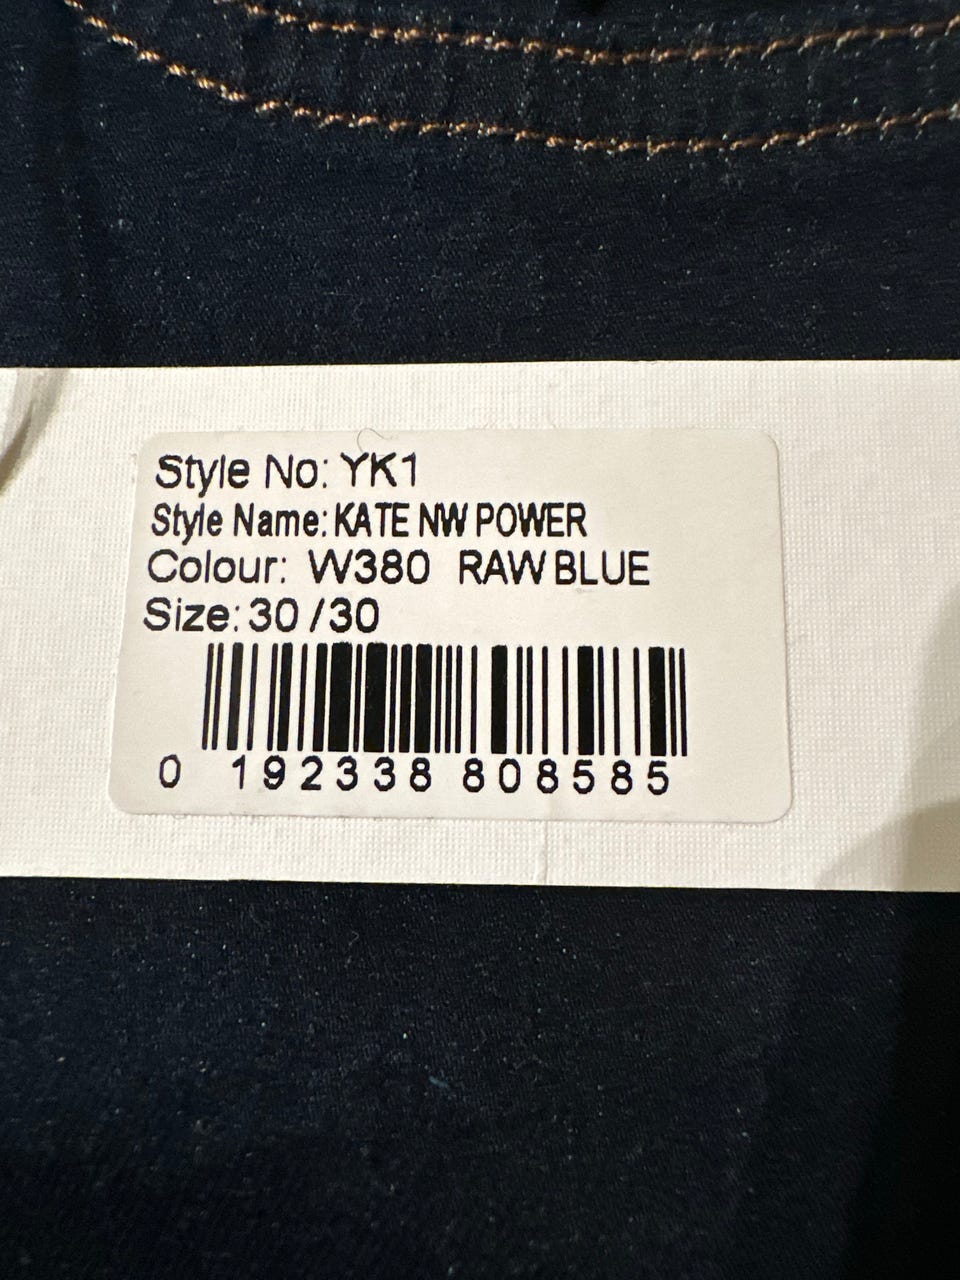 Style No: YK1
Style Name: KATE NW POWER
Colour: W380 RAW BLUE
Size: 30 /30
0 192338 808585